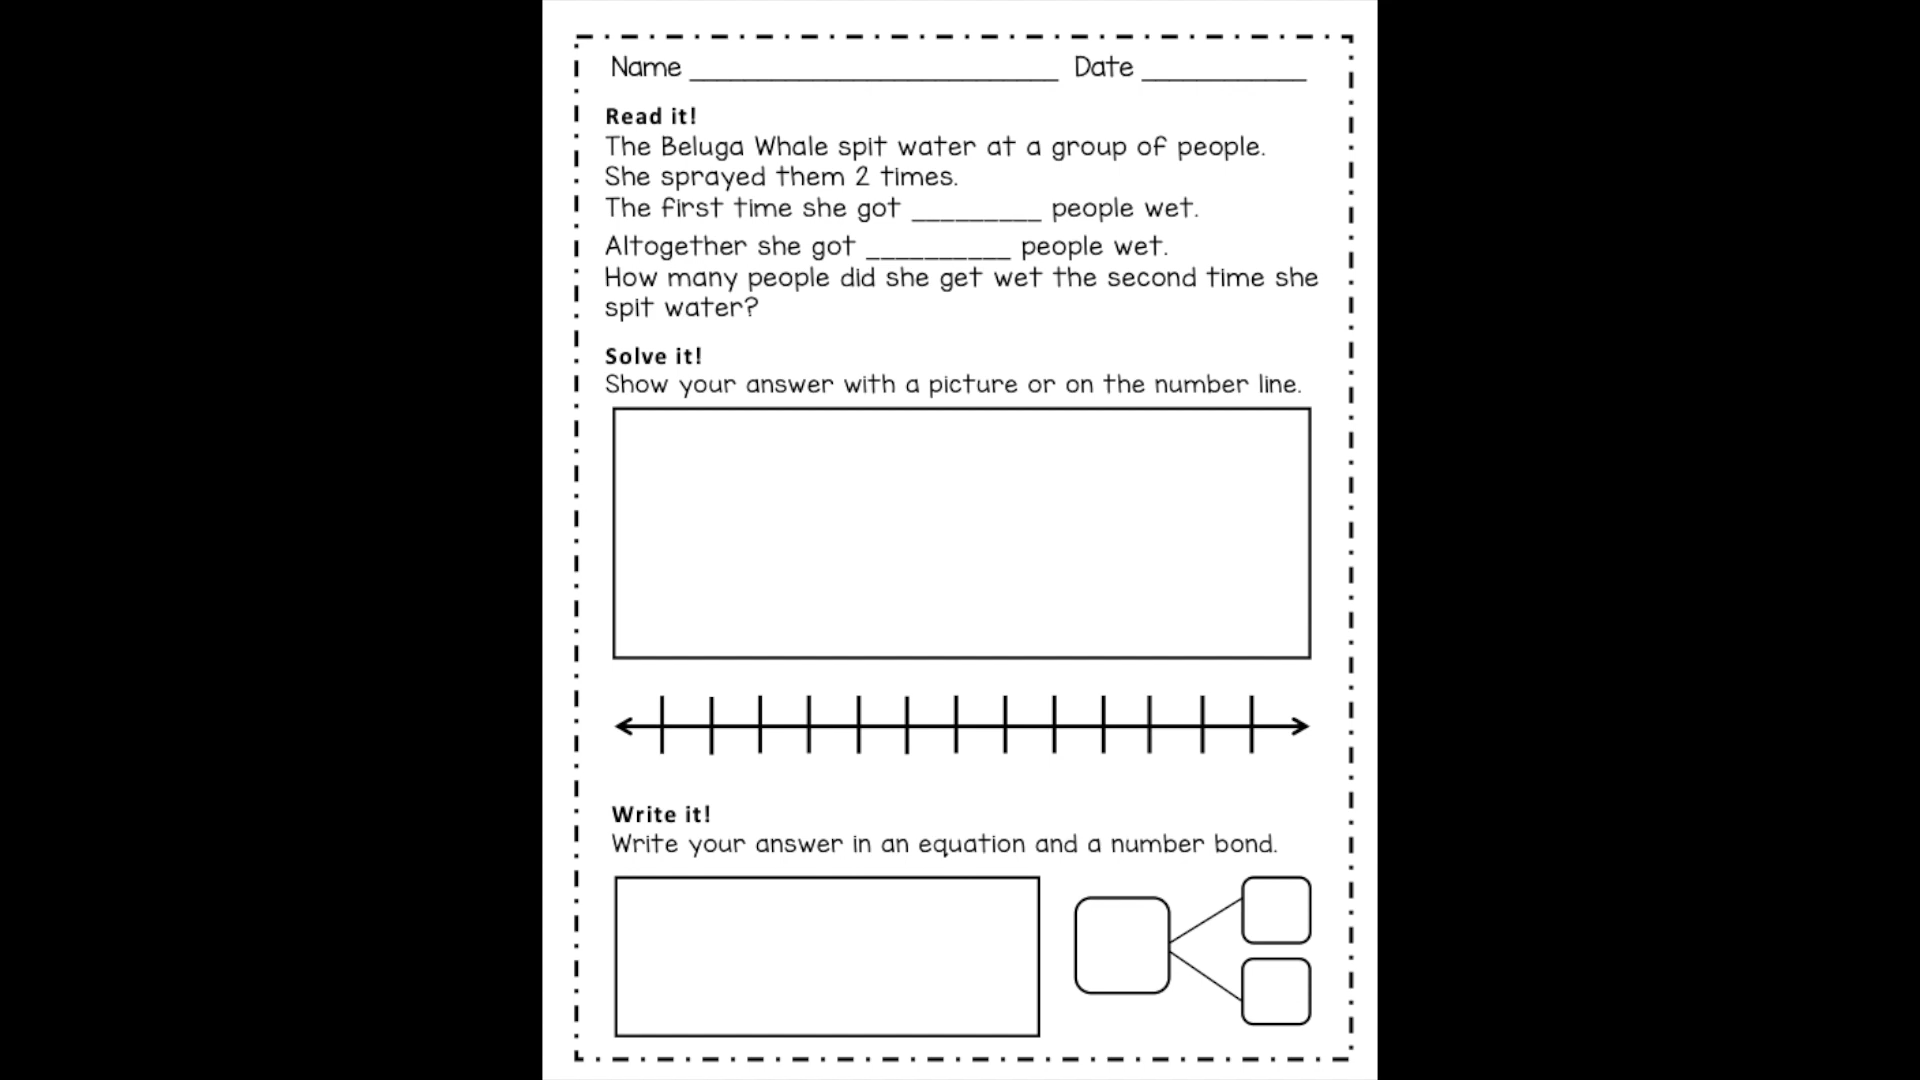 Name ___________________________ Date ____________
Read it!
The Beluga Whale spit water at a group of people.
She sprayed them 2 times.
The first time she got _________ people wet.
Altogether she got __________ people wet.
How many people did she get wet the second time she
spit water?
Solve it!
Show your answer with a picture or on the number line.
Write it!
Write your answer in an equation and a number bond.